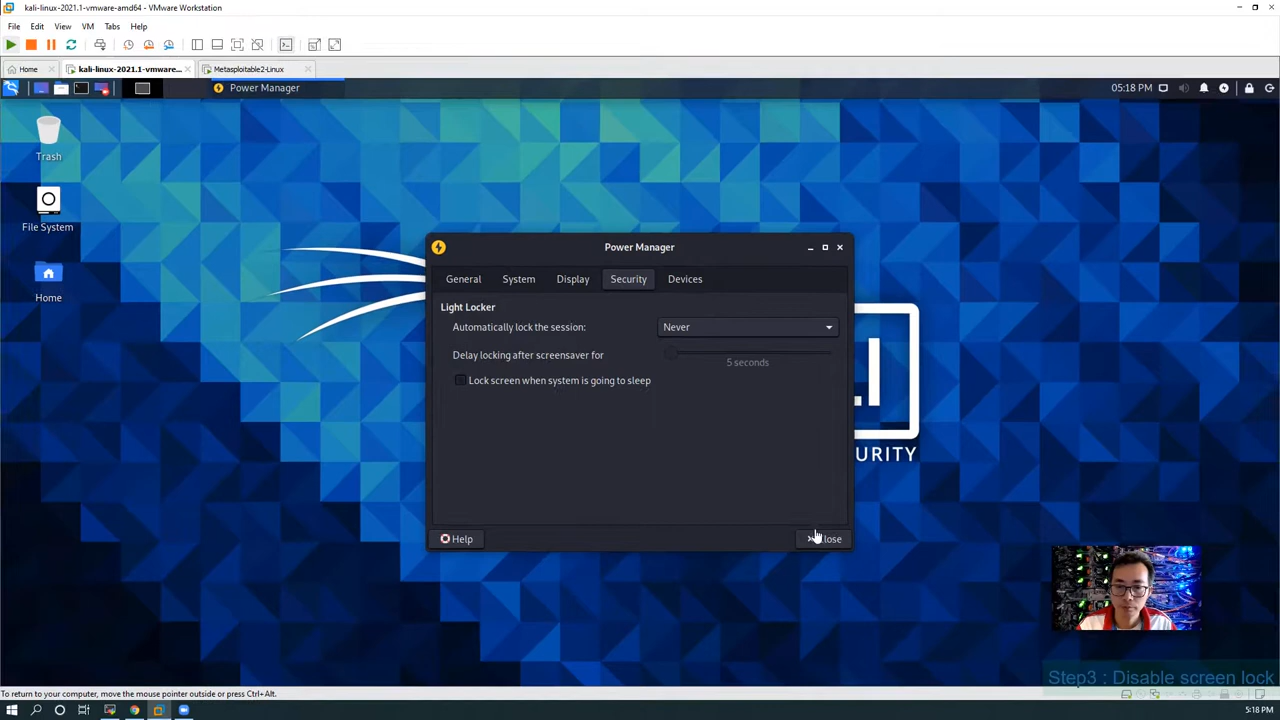 kali-linux-2021.1-vmware-amd64 - VMware Workstation
File Edit View VM Tabs Help
Home kali-linux-2021.1-vmware... Metasploitable2-Linux
Power Manager 05:18 PM
Trash
File System
Home
Power Manager
General System Display Security Devices
Light Locker
Automatically lock the session: Never
Delay locking after screensaver for
5 seconds
Lock screen when system is going to sleep
URITY
Help
Step3 : Disable screen lock
To return to your computer, move the mouse pointer outside or press Ctrl+Alt.
5:18 PM